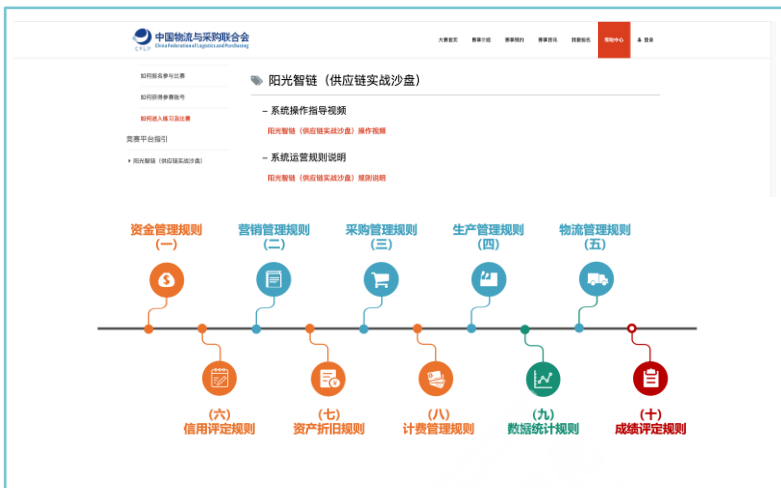 中国物流与采购联合会
China Federation of Logistics and Purchasing
CFLP
大赛首页 赛事介绍 赛事预约 赛事资讯 我要报名 帮助中心 登录
如何报名参与比赛
如何获得参赛账号
如何进入练习及比赛
竞赛平台指引
阳光智链（供应链实战沙盘）
阳光智链（供应链实战沙盘）
– 系统操作指导视频
阳光智链（供应链实战沙盘）操作视频
– 系统运营规则说明
阳光智链（供应链实战沙盘）规则说明
资金管理规则
(一)
营销管理规则
(二)
采购管理规则
(三)
生产管理规则
(四)
物流管理规则
(五)
(六)
信用评定规则
(七)
资产折旧规则
(八)
计费管理规则
(九)
数据统计规则
(十)
成绩评定规则